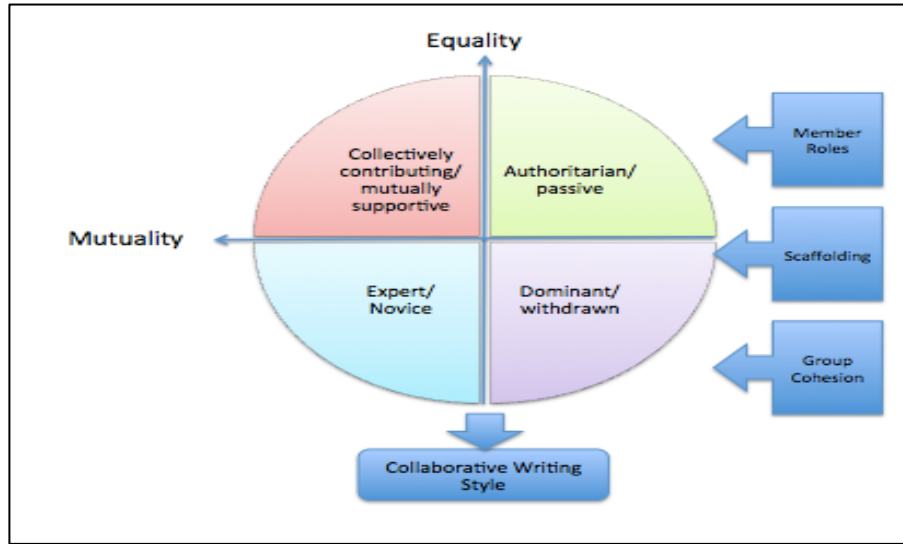 Equality
Collectively
contributing/
mutually
supportive
Authoritarian/
passive
Member
Roles
Mutuality
Scaffolding
Expert/
Novice
Dominant/
withdrawn
Group
Cohesion
Collaborative Writing
Style